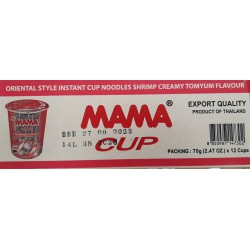 ORIENTAL STYLE INSTANT CUP NOODLES SHRIMP CREAMY TOMYUM FLAVOUR
MAMA®
CUP
BBE 27 09 2022
EXPORT QUALITY
PRODUCT OF THAILAND
PACKING : 70g (2.47 OZ.) x 12 Cups